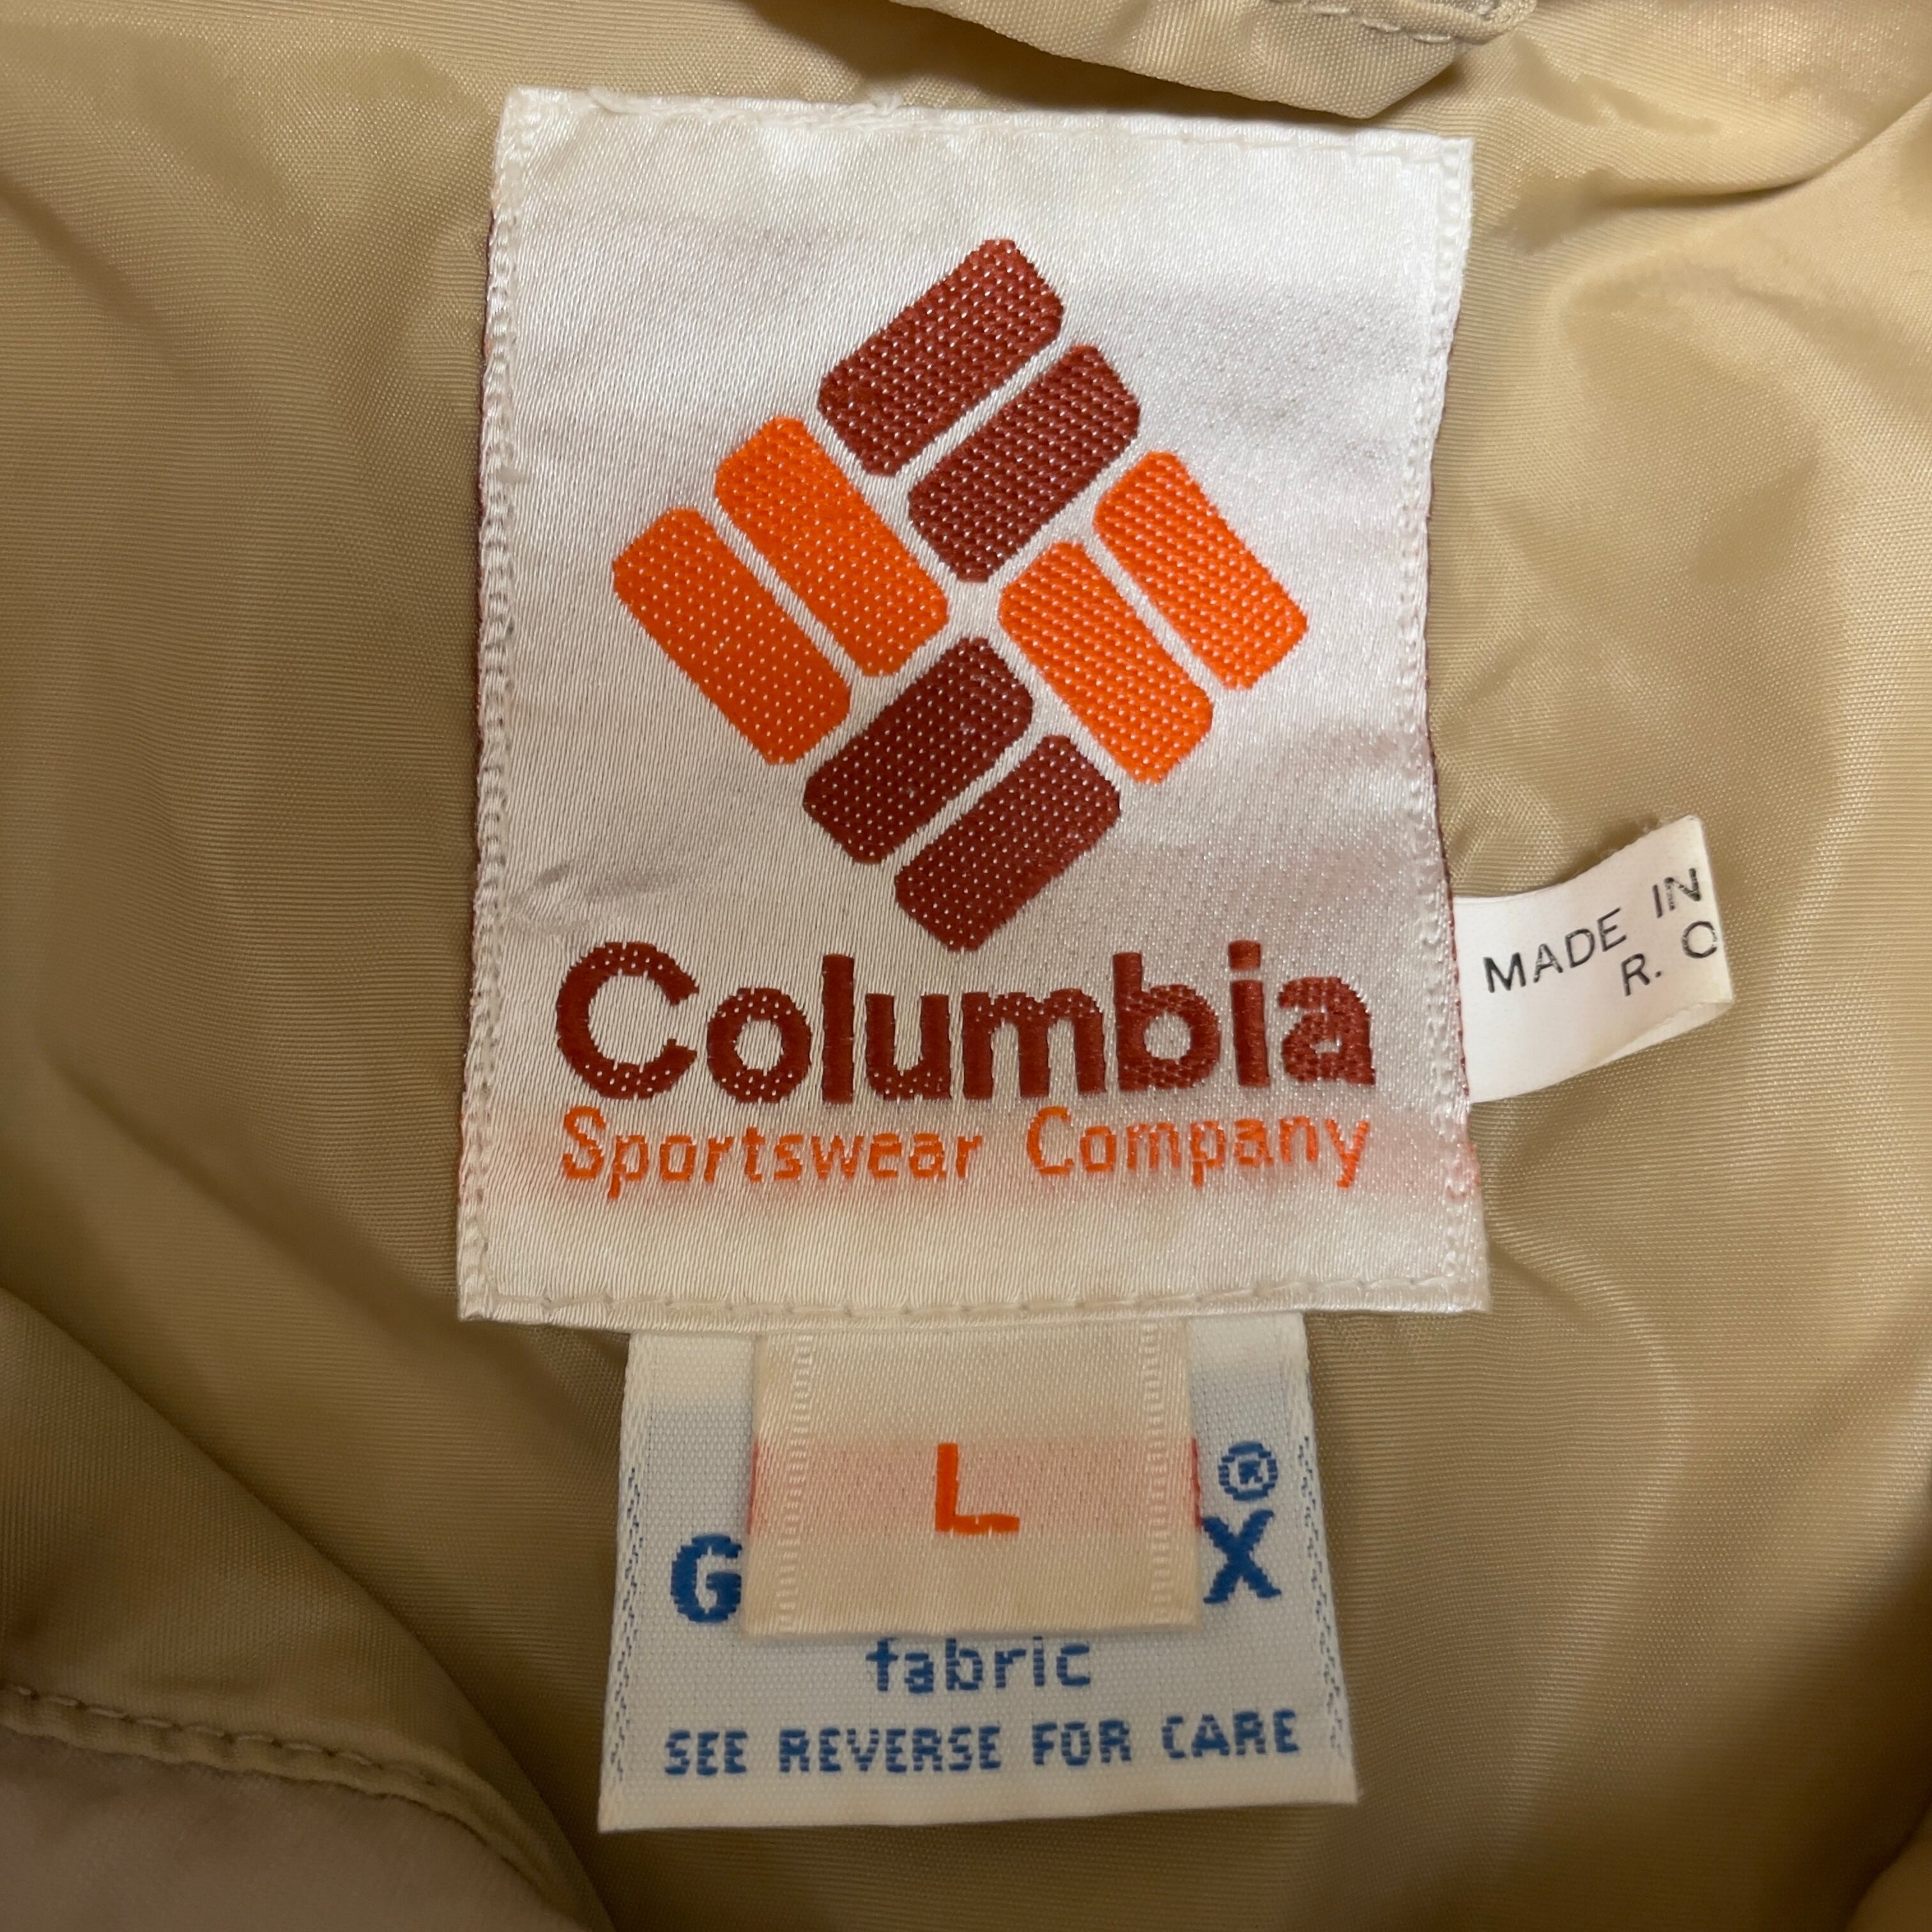 Columbia
Sportswear Company
MADE IN
R. O
L
®
G X
fabric
SEE REVERSE FOR CARE